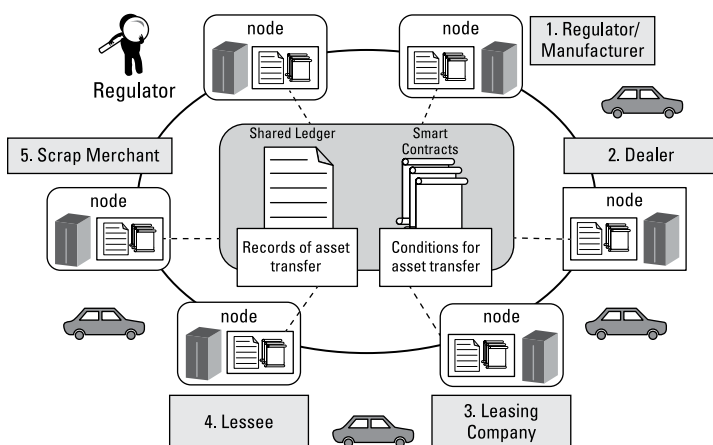 node
node
1. Regulator/
Manufacturer
Regulator
Shared Ledger
Smart
Contracts
5. Scrap Merchant
2. Dealer
node
node
Records of asset
transfer
Conditions for
asset transfer
node
node
4. Lessee
3. Leasing
Company